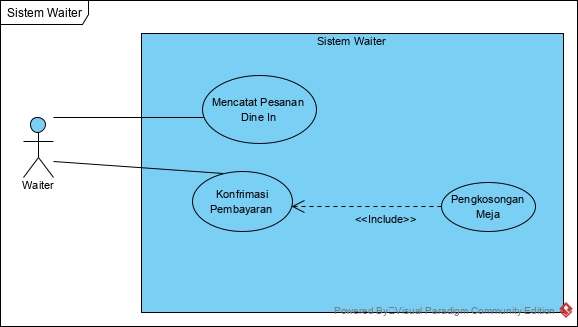 Sistem Waiter
Sistem Waiter
Mencatat Pesanan
Dine In
Waiter
Konfrimasi
Pembayaran
Pengkosongan
Meja
<<Include>>
Powered By Visual Paradigm Community Edition